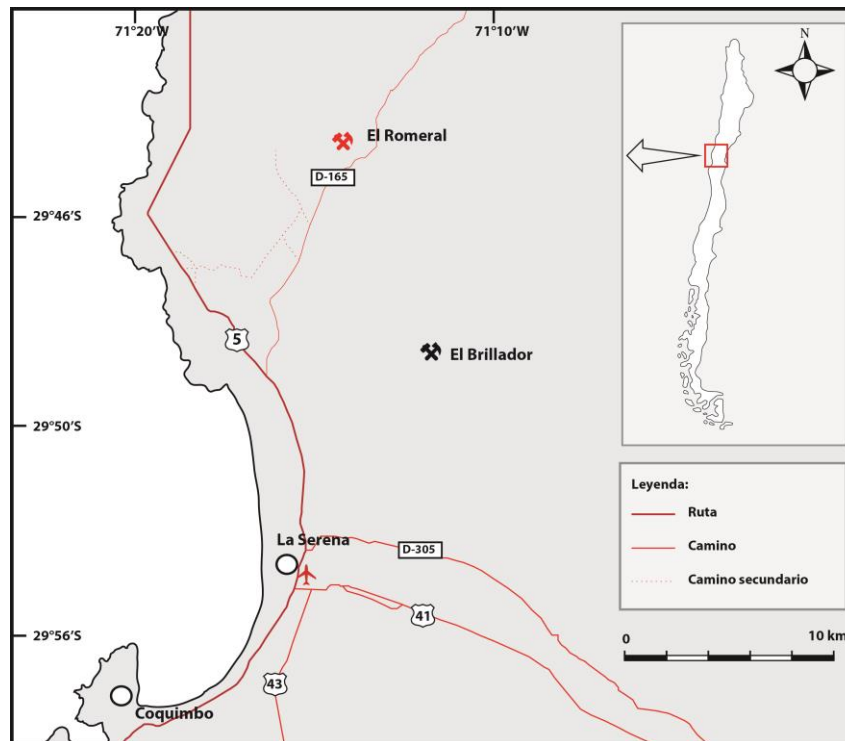 71°20'W
71°10'W
N
El Romeral
D-165
29°46'S
5
El Brillador
29°50'S
Leyenda:
Ruta
La Serena
D-305
Camino
Camino secundario
41
29°56'S
0
10 km
43
Coquimbo